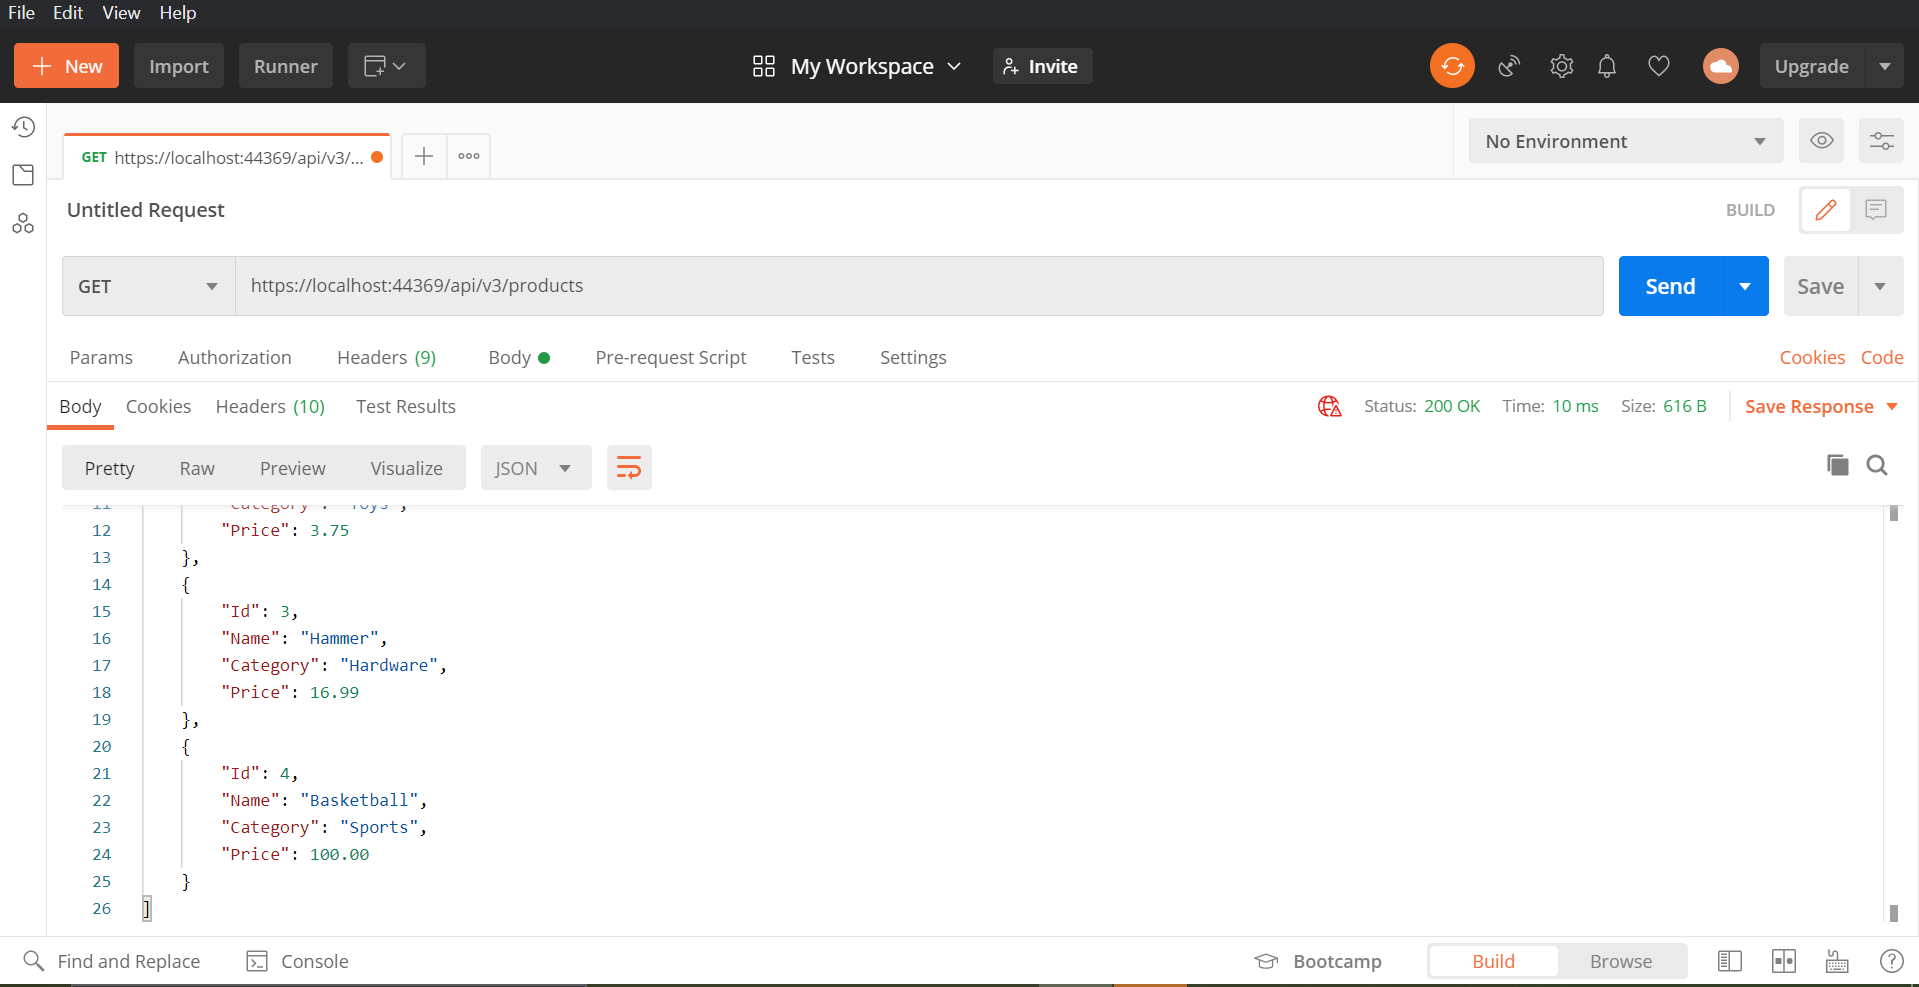 File Edit View Help
New Import Runner My Workspace Invite Upgrade
GET https://localhost:44369/api/v3/... No Environment
Untitled Request BUILD
GET https://localhost:44369/api/v3/products Send Save
Params Authorization Headers (9) Body Pre-request Script Tests Settings Cookies Code
Body Cookies Headers (10) Test Results Status: 200 OK Time: 10 ms Size: 616 B Save Response
Pretty Raw Preview Visualize JSON
11 "Category": "Toys",
12 "Price": 3.75
13 },
14 {
15 "Id": 3,
16 "Name": "Hammer",
17 "Category": "Hardware",
18 "Price": 16.99
19 },
20 {
21 "Id": 4,
22 "Name": "Basketball",
23 "Category": "Sports",
24 "Price": 100.00
25 }
26 ]
Find and Replace Console Bootcamp Build Browse